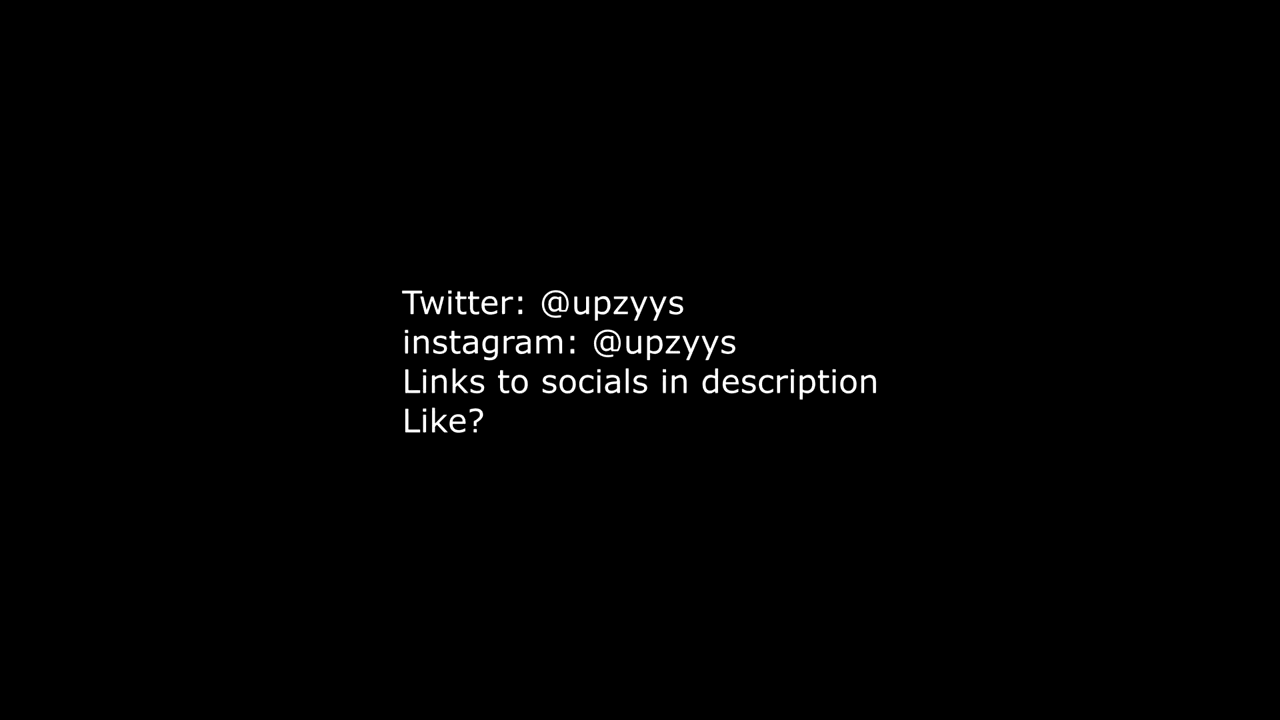 Twitter: @upzyys
instagram: @upzyys
Links to socials in description
Like?